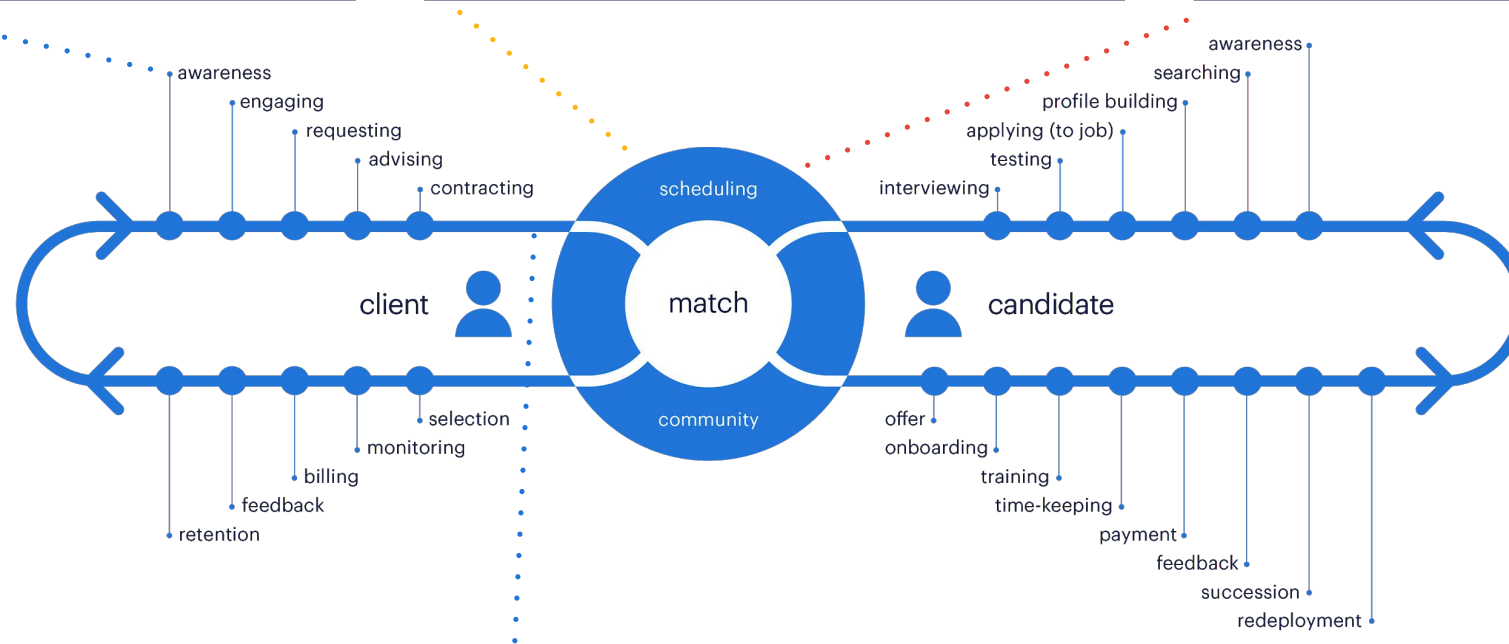 awareness
engaging
requesting
advising
contracting
scheduling
awareness
searching
profile building
applying (to job)
testing
interviewing
client
match
candidate
selection
monitoring
billing
feedback
retention
community
offer
onboarding
training
time-keeping
payment
feedback
succession
redeployment